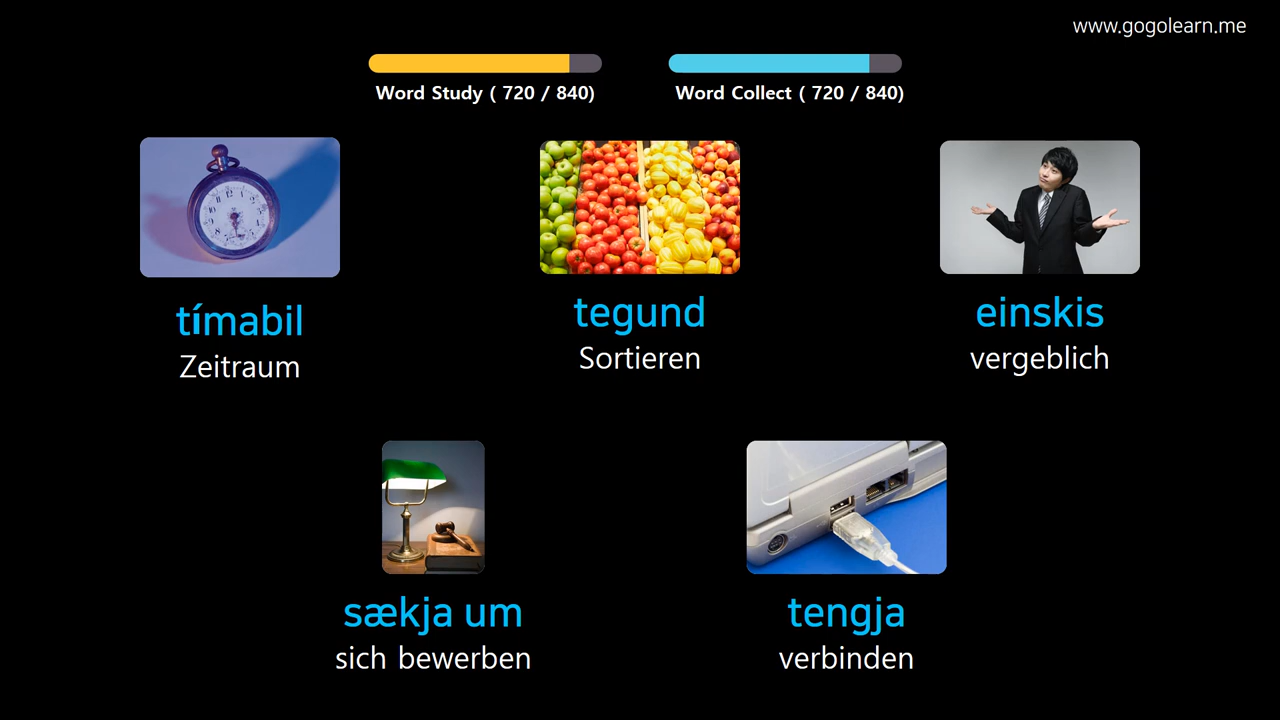 www.gogolearn.me
Word Study ( 720 / 840)
Word Collect ( 720 / 840)
tímabil
Zeitraum
tegund
Sortieren
einskis
vergeblich
sækja um
sich bewerben
tengja
verbinden